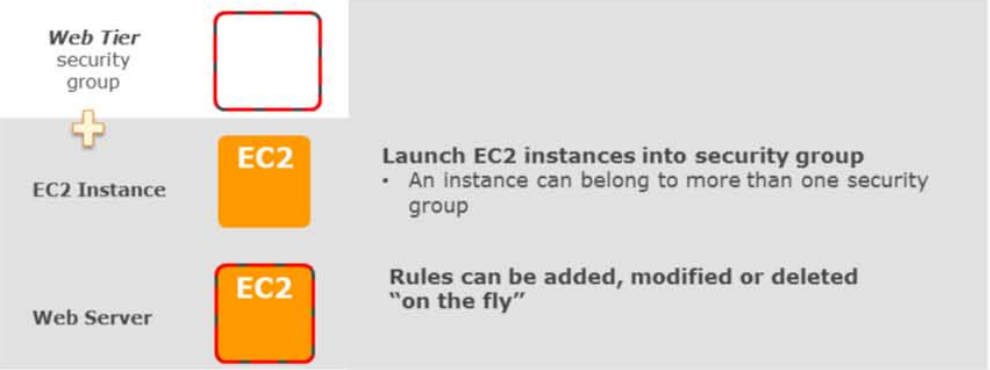 Web Tier
security
group
EC2
EC2 Instance
Launch EC2 instances into security group
• An instance can belong to more than one security
group
EC2
Web Server
Rules can be added, modified or deleted
“on the fly”